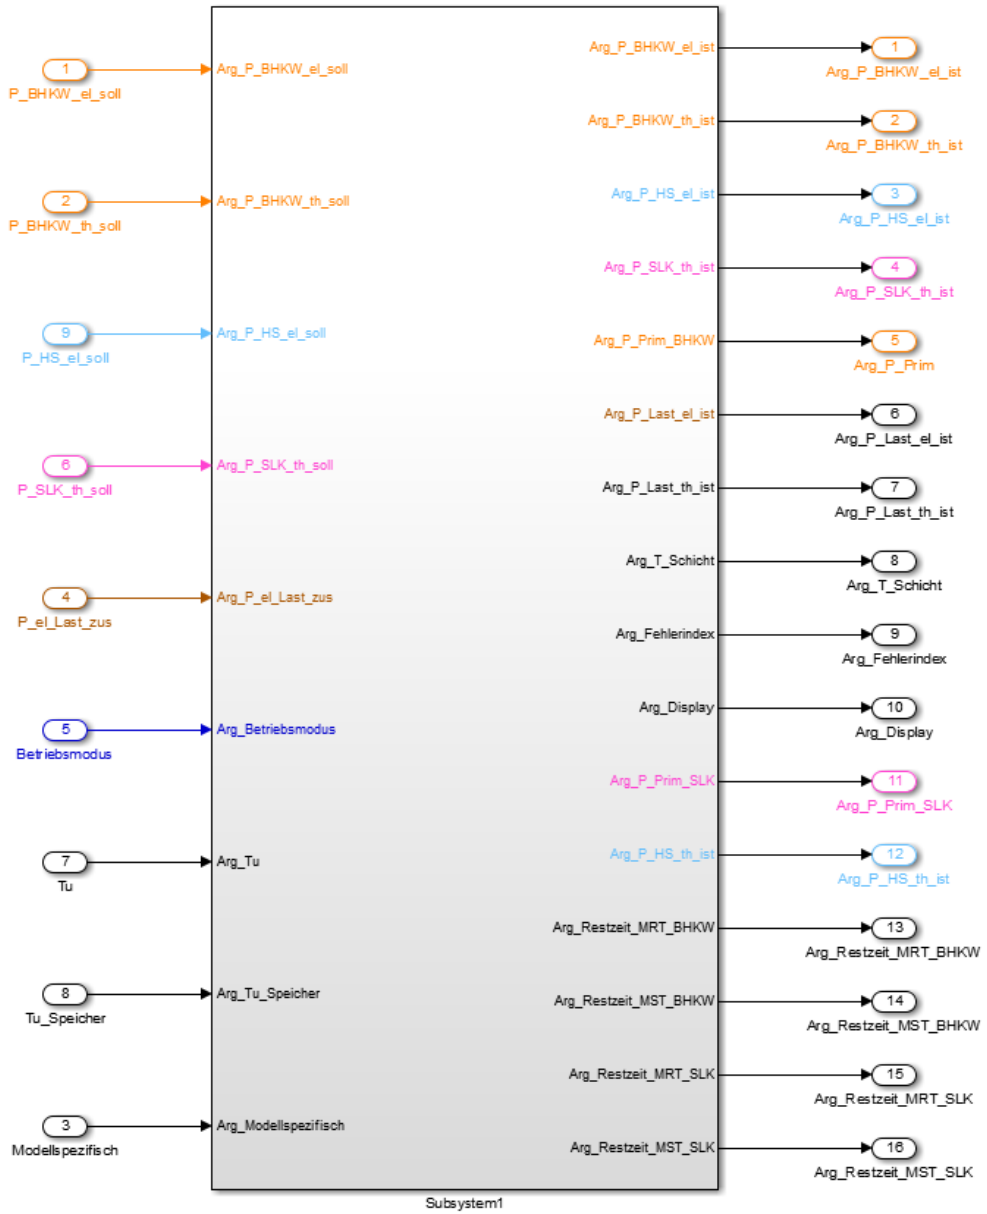 1
P_BHKW_el_soll
2
P_BHKW_th_soll
9
P_HS_el_soll
6
P_SLK_th_soll
4
P_el_Last_zus
5
Betriebsmodus
7
Tu
8
Tu_Speicher
3
Modellspezifisch
Arg_P_BHKW_el_soll
Arg_P_BHKW_th_soll
Arg_P_HS_el_soll
Arg_P_SLK_th_soll
Arg_P_el_Last_zus
Arg_Betriebsmodus
Arg_Tu
Arg_Tu_Speicher
Arg_Modellspezifisch
Arg_P_BHKW_el_ist
Arg_P_BHKW_th_ist
Arg_P_HS_el_ist
Arg_P_SLK_th_ist
Arg_P_Prim_BHKW
Arg_P_Last_el_ist
Arg_P_Last_th_ist
Arg_T_Schicht
Arg_Fehlerindex
Arg_Display
Arg_P_Prim_SLK
Arg_P_HS_th_ist
Arg_Restzeit_MRT_BHKW
Arg_Restzeit_MST_BHKW
Arg_Restzeit_MRT_SLK
Arg_Restzeit_MST_SLK
1
Arg_P_BHKW_el_ist
2
Arg_P_BHKW_th_ist
3
Arg_P_HS_el_ist
4
Arg_P_SLK_th_ist
5
Arg_P_Prim
6
Arg_P_Last_el_ist
7
Arg_P_Last_th_ist
8
Arg_T_Schicht
9
Arg_Fehlerindex
10
Arg_Display
11
Arg_P_Prim_SLK
12
Arg_P_HS_th_ist
13
Arg_Restzeit_MRT_BHKW
14
Arg_Restzeit_MST_BHKW
15
Arg_Restzeit_MRT_SLK
16
Arg_Restzeit_MST_SLK
Subsystem1